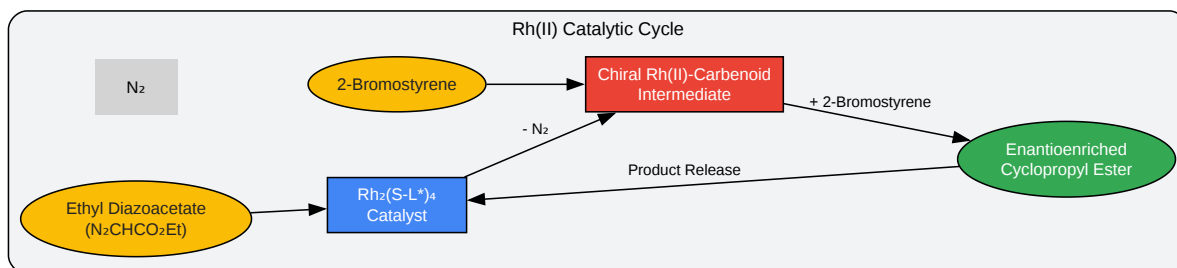 Rh(II) Catalytic Cycle
N₂
2-Bromostyrene
Chiral Rh(II)-Carbenoid
Intermediate
+ 2-Bromostyrene
- N₂
Enantioenriched
Cyclopropyl Ester
Product Release
Ethyl Diazoacetate
(N₂CHCO₂Et)
Rh₂(S-L*)₄
Catalyst